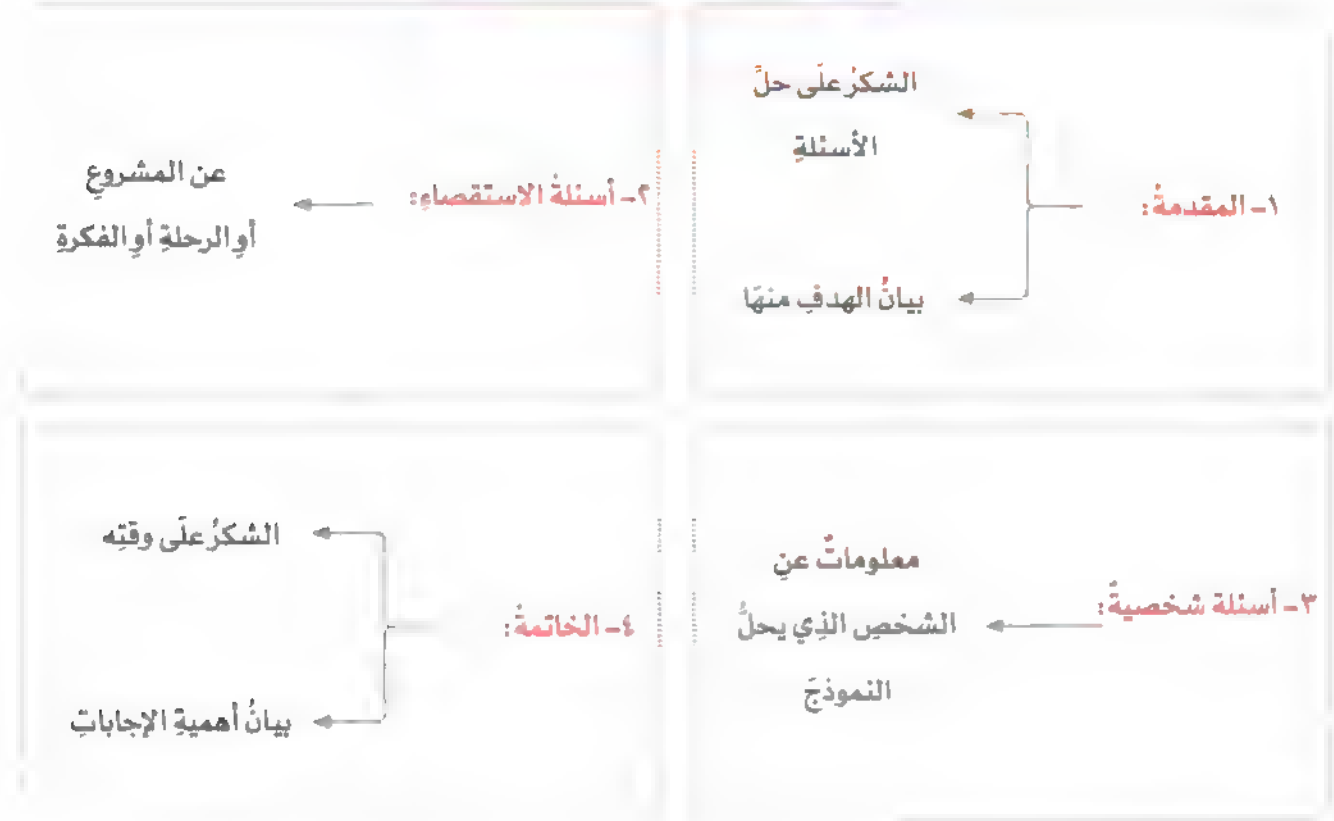 ١- المقدمةُ:
الشكرُ علَى حلِّ
الأسئلةِ
بيانُ الهدفِ منهَا
٢- أسئلةُ الاستقصاءِ:
عن المشروعِ
أوِ الرحلةِ أوِ الفكرةِ
٣- أسئلة شخصيةٌ:
معلوماتٌ عنِ
الشخصِ الذِي يحلُّ
النموذجَ
٤- الخاتمةُ:
الشكرُ علَى وقتِه
بيانُ أهميةِ الإجاباتِ